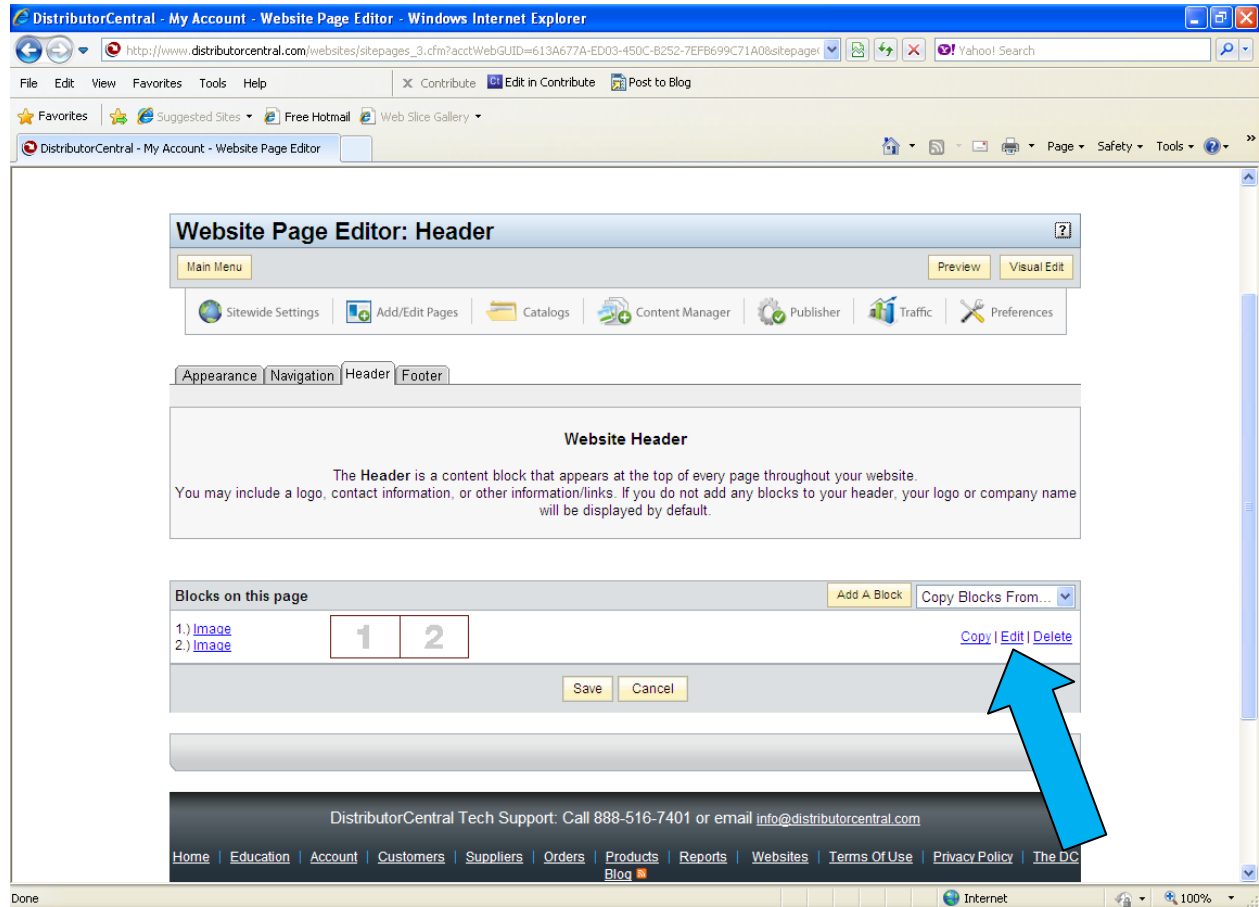 DistributorCentral - My Account - Website Page Editor - Windows Internet Explorer
http://www.distributorcentral.com/websites/sitepages_3.cfm?acctWebGUID=613A677A-ED03-450C-B252-7EFB699C71A0&sitepage
Yahoo! Search
File Edit View Favorites Tools Help
X Contribute Edit in Contribute Post to Blog
Favorites Suggested Sites Free Hotmail Web Slice Gallery
DistributorCentral - My Account - Website Page Editor
Page Safety Tools »
Website Page Editor: Header
?
Main Menu
Preview Visual Edit
Sitewide Settings Add/Edit Pages Catalogs Content Manager Publisher Traffic Preferences
Appearance Navigation Header Footer
Website Header
The Header is a content block that appears at the top of every page throughout your website.
You may include a logo, contact information, or other information/links. If you do not add any blocks to your header, your logo or company name
will be displayed by default.
Blocks on this page
Add A Block Copy Blocks From...
1.) Image
2.) Image
1 2
Copy | Edit | Delete
Save Cancel
DistributorCentral Tech Support: Call 888-516-7401 or email info@distributorcentral.com
Home | Education | Account | Customers | Suppliers | Orders | Products | Reports | Websites | Terms Of Use | Privacy Policy | The DC
Blog
Done
Internet
100%